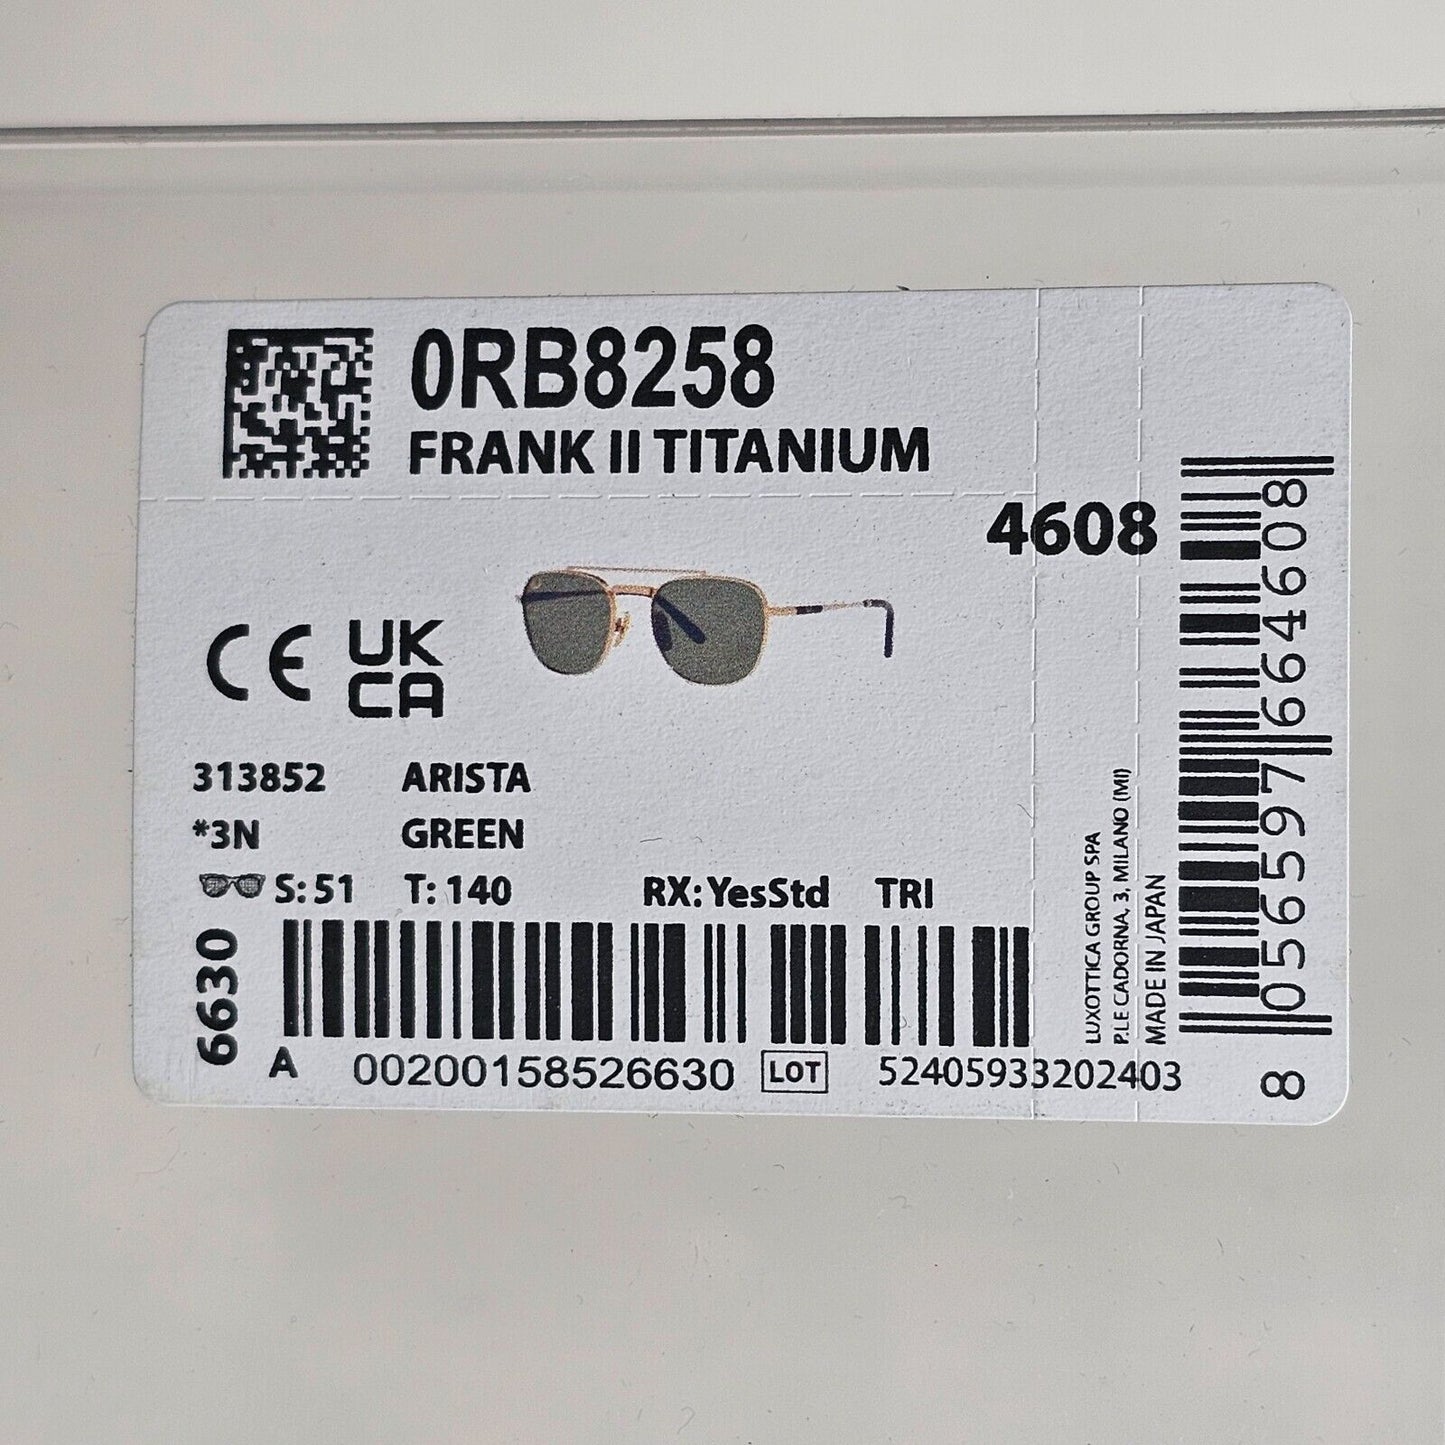 0RB8258
FRANK II TITANIUM
4608
CE
UK
CA
313852 ARISTA
*3N GREEN
S: 51 T: 140 RX: YesStd TRI
6630
A 00200158526630 LOT 52405933202403
LUXOTTICA GROUP SPA
P.LE CADORNA, 3, MILANO (MI)
MADE IN JAPAN
8 056597 664608